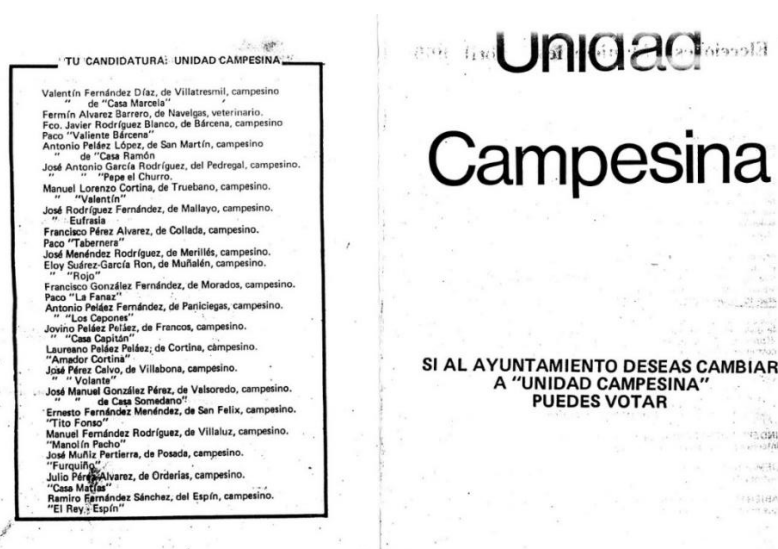 TU CANDIDATURA: UNIDAD CAMPESINA
Valentín Fernández Díaz, de Villatresmil, campesino
" de "Casa Marcela"
Fermín Alvarez Barrero, de Navelgas, veterinario.
Fco. Javier Rodríguez Blanco, de Bárcena, campesino
Paco "Valiente Bárcena"
Antonio Peláez López, de San Martín, campesino
" de "Casa Ramón
José Antonio García Rodríguez, del Pedregal, campesino.
" " "Pepe el Churro.
Manuel Lorenzo Cortina, de Truebano, campesino.
" "Valentín"
José Rodríguez Fernández, de Mallayo, campesino.
" Eufrasia
Francisco Pérez Alvarez, de Collada, campesino.
Paco "Tabernera"
José Menéndez Rodríguez, de Merillés, campesino.
Eloy Suárez-García Ron, de Muñalén, campesino.
" "Rojo"
Francisco González Fernández, de Morados, campesino.
Paco "La Fanaz"
Antonio Peláez Fernández, de Paniciegas, campesino.
" "Los Capones"
Jovino Peláez Peláez, de Francos, campesino.
" "Casa Capitán"
Laureano Peláez Peláez, de Cortina, campesino.
"Amador Cortina"
José Pérez Calvo, de Villabona, campesino.
" " Volante"
José Manuel González Pérez, de Valsoredo, campesino.
" " de Casa Somedano"
Ernesto Fernández Menéndez, de San Felix, campesino.
"Tito Fonso"
Manuel Fernández Rodríguez, de Villaluz, campesino.
"Manolín Pacho"
José Muñiz Pertierra, de Posada, campesino.
"Furquiño"
Julio Pérez Alvarez, de Orderias, campesino.
"Casa Matías"
Ramiro Fernández Sánchez, del Espín, campesino.
"El Rey - Espín"
Unidad
Campesina
SI AL AYUNTAMIENTO DESEAS CAMBIAR
A "UNIDAD CAMPESINA"
PUEDES VOTAR